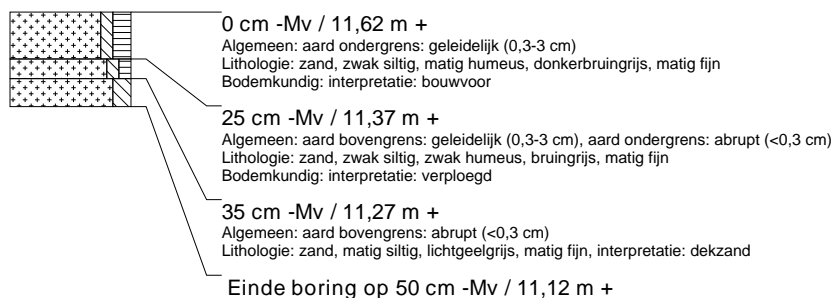 0 cm -Mv / 11,62 m +
Algemeen: aard ondergrens: geleidelijk (0,3-3 cm)
Lithologie: zand, zwak siltig, matig humeus, donkerbruingrijs, matig fijn
Bodemkundig: interpretatie: bouwvoor
25 cm -Mv / 11,37 m +
Algemeen: aard bovengrens: geleidelijk (0,3-3 cm), aard ondergrens: abrupt (<0,3 cm)
Lithologie: zand, zwak siltig, zwak humeus, bruingrijs, matig fijn
Bodemkundig: interpretatie: verploegd
35 cm -Mv / 11,27 m +
Algemeen: aard bovengrens: abrupt (<0,3 cm)
Lithologie: zand, matig siltig, lichtgeelgrijs, matig fijn, interpretatie: dekzand
Einde boring op 50 cm -Mv / 11,12 m +